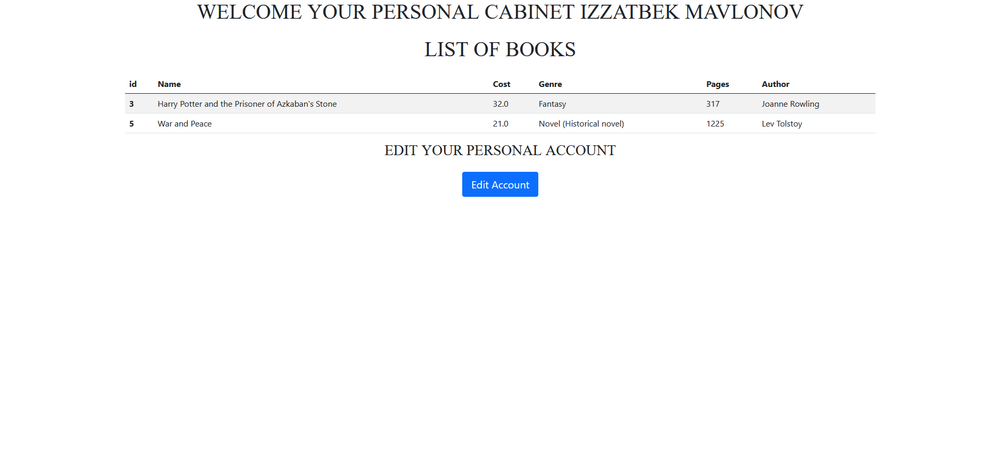 WELCOME YOUR PERSONAL CABINET IZZATBEK MAVLONOV
LIST OF BOOKS
id Name Cost Genre Pages Author
3 Harry Potter and the Prisoner of Azkaban's Stone 32.0 Fantasy 317 Joanne Rowling
5 War and Peace 21.0 Novel (Historical novel) 1225 Lev Tolstoy
EDIT YOUR PERSONAL ACCOUNT
Edit Account